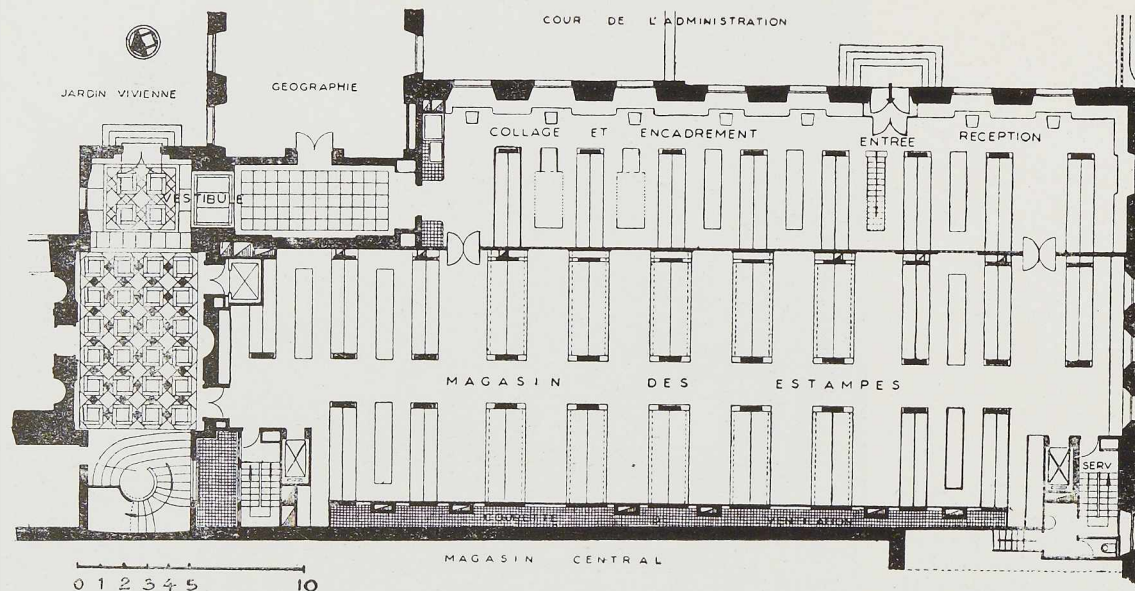 COUR DE L'ADMINISTRATION
JARDIN VIVIENNE
GEOGRAPHIE
COLLAGE ET ENCADREMENT
ENTRÉE
RECEPTION
VESTIBULE
MAGASIN DES ESTAMPES
SERV
VENTILATION
MAGASIN CENTRAL
0 1 2 3 4 5 10